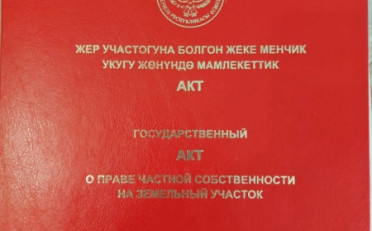 ЖЕР УЧАСТОГУНА БОЛГОН ЖЕКЕ МЕНЧИК
УКУГУ ЖӨНҮНДӨ МАМЛЕКЕТТИК
АКТ
ГОСУДАРСТВЕННЫЙ
АКТ
О ПРАВЕ ЧАСТНОЙ СОБСТВЕННОСТИ
НА ЗЕМЕЛЬНЫЙ УЧАСТОК